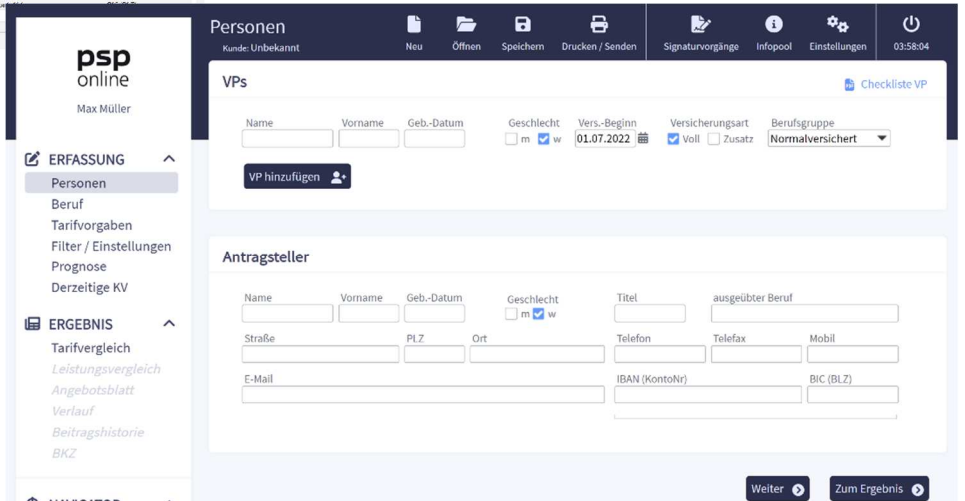 psp
online
Max Müller
ERFASSUNG
Personen
Beruf
Tarifvorgaben
Filter / Einstellungen
Prognose
Derzeitige KV
ERGEBNIS
Tarifvergleich
Leistungsvergleich
Angebotsblatt
Verlauf
Beitragshistorie
BKZ
Personen
Kunde: Unbekannt
Neu Öffnen Speichern Drucken / Senden Signaturvorgänge Infopool Einstellungen 03:58:04
VPs
Checkliste VP
Name Vorname Geb.-Datum Geschlecht Vers.-Beginn Versicherungsart Berufsgruppe
m w 01.07.2022 Voll Zusatz Normalversichert
VP hinzufügen
Antragsteller
Name Vorname Geb.-Datum Geschlecht Titel ausgeübter Beruf
m w
Straße PLZ Ort Telefon Telefax Mobil
E-Mail IBAN (KontoNr) BIC (BLZ)
Weiter Zum Ergebnis